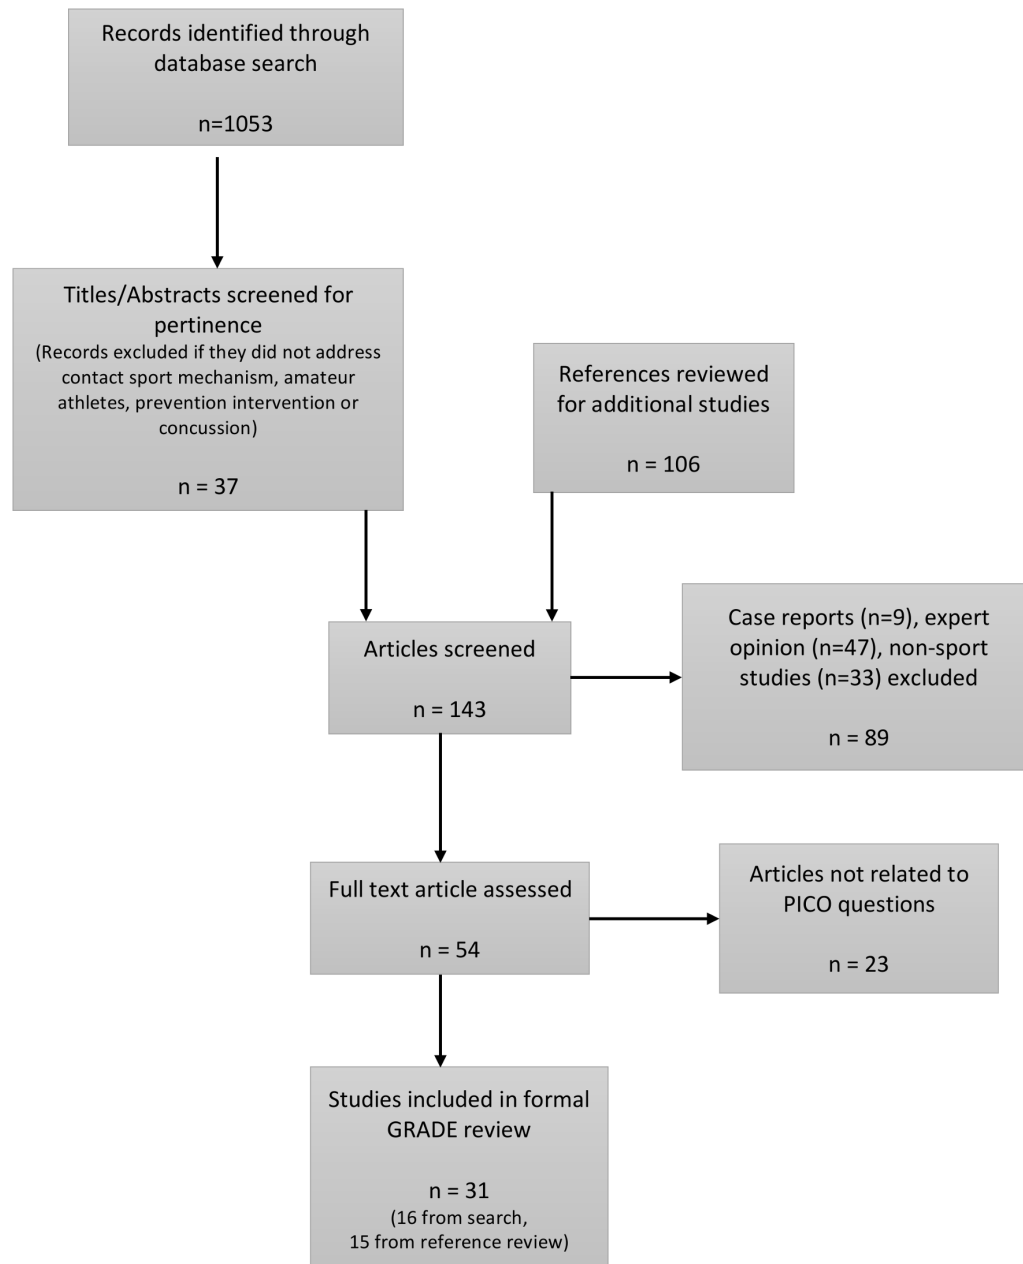 Records identified through
database search
n=1053
Titles/Abstracts screened for
pertinence
(Records excluded if they did not address
contact sport mechanism, amateur
athletes, prevention intervention or
concussion)
n = 37
References reviewed
for additional studies
n = 106
Articles screened
n = 143
Case reports (n=9), expert
opinion (n=47), non-sport
studies (n=33) excluded
n = 89
Full text article assessed
n = 54
Articles not related to
PICO questions
n = 23
Studies included in formal
GRADE review
n = 31
(16 from search,
15 from reference review)